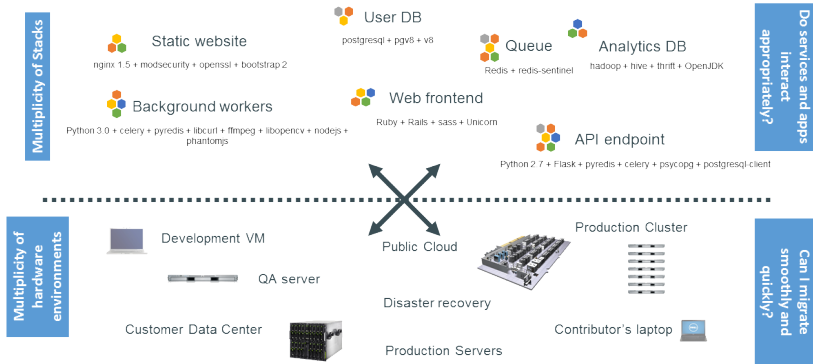 Multiplicity of Stacks
Static website
nginx 1.5 + modsecurity + openssl + bootstrap 2
User DB
postgresql + pgv8 + v8
Queue
Redis + redis-sentinel
Analytics DB
hadoop + hive + thrift + OpenJDK
Background workers
Python 3.0 + celery + pyredis + libcurl + ffmpeg + libopencv + nodejs +
phantomjs
Web frontend
Ruby + Rails + sass + Unicorn
API endpoint
Python 2.7 + Flask + pyredis + celery + psycopg + postgresql-client
Do services and apps
interact
appropriately?
Multiplicity of
hardware
environments
Development VM
QA server
Customer Data Center
Public Cloud
Disaster recovery
Production Servers
Production Cluster
Contributor's laptop
Can I migrate
smoothly and
quickly?